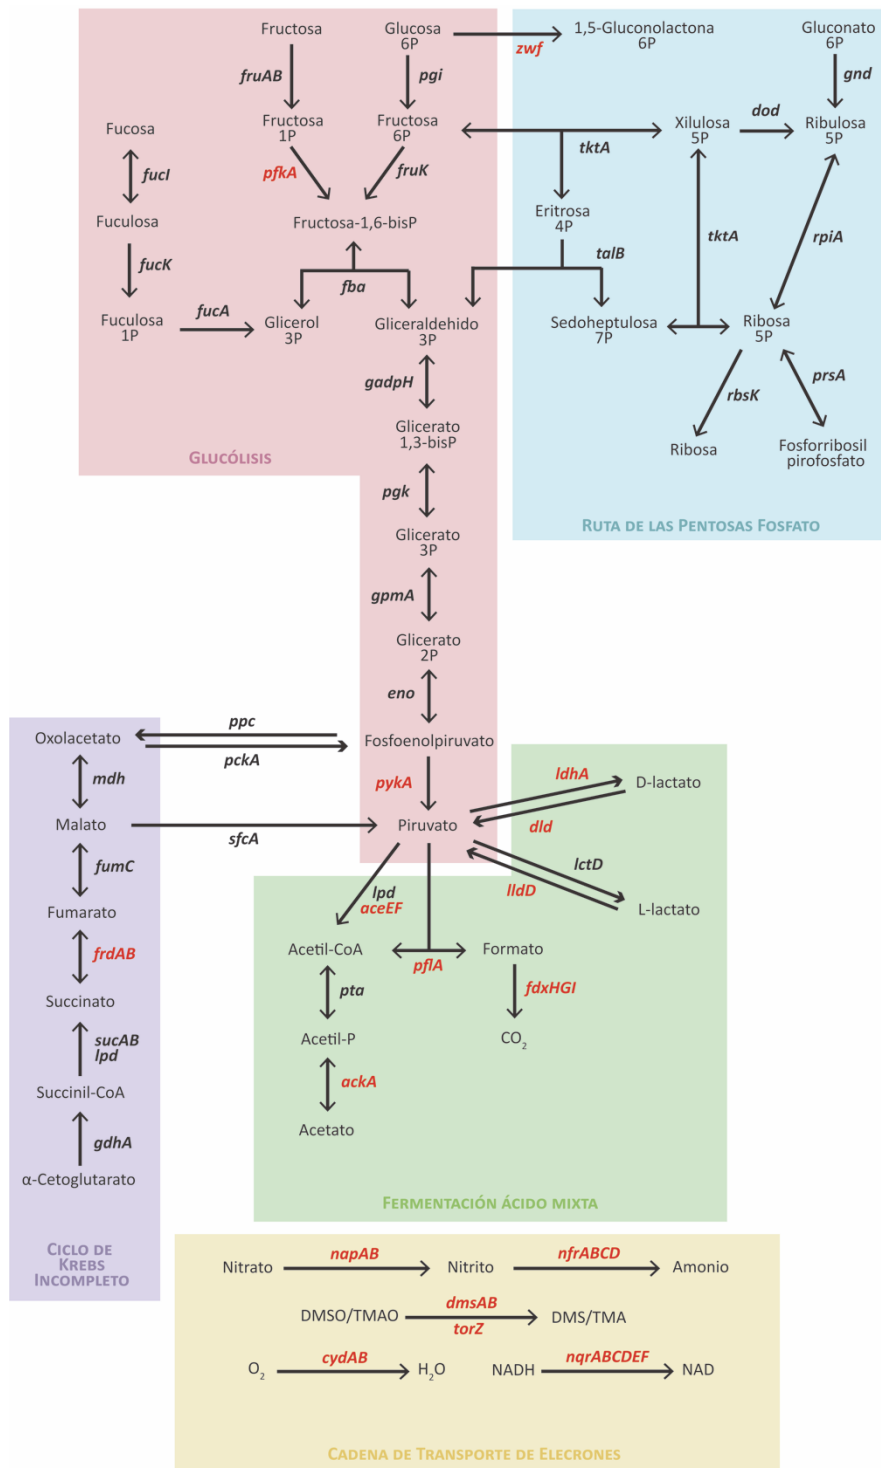 Fructosa
Glucosa
6P
zwf
1,5-Gluconolactona
6P
Gluconato
6P
fruAB
pgi
gnd
Fucosa
Fructosa
1P
Fructosa
6P
tktA
Xilulosa
5P
dod
Ribulosa
5P
fucI
pfkA
fruK
Fuculosa
Fructosa-1,6-bisP
Eritrosa
4P
tktA
rpiA
fucK
fba
talB
Fuculosa
1P
fucA
Glicerol
3P
Gliceraldehido
3P
Sedoheptulosa
7P
Ribosa
5P
gadpH
rbsK
prsA
Glicerato
1,3-bisP
Ribosa
Fosforribosil
pirofosfato
Glucólisis
pgk
Ruta de las Pentosas Fosfato
Glicerato
3P
gpmA
Glicerato
2P
eno
Oxolacetato
ppc
pckA
Fosfoenolpiruvato
mdh
pykA
ldhA
dld
D-lactato
Malato
sfcA
Piruvato
fumC
lpd
aceEF
lctD
lldD
L-lactato
Fumarato
frdAB
Acetil-CoA
pflA
Formato
Succinato
pta
fdxHGI
sucAB
lpd
Acetil-P
CO2
Succinil-CoA
ackA
gdhA
Acetato
α-Cetoglutarato
Fermentación ácido mixta
Ciclo de
Krebs
Incompleto
Nitrato
napAB
Nitrito
nfrABCD
Amonio
DMSO/TMAO
dmsAB
torZ
DMS/TMA
O2
cydAB
H2O
NADH
nqrABCDEF
NAD
Cadena de Transporte de Elecrones